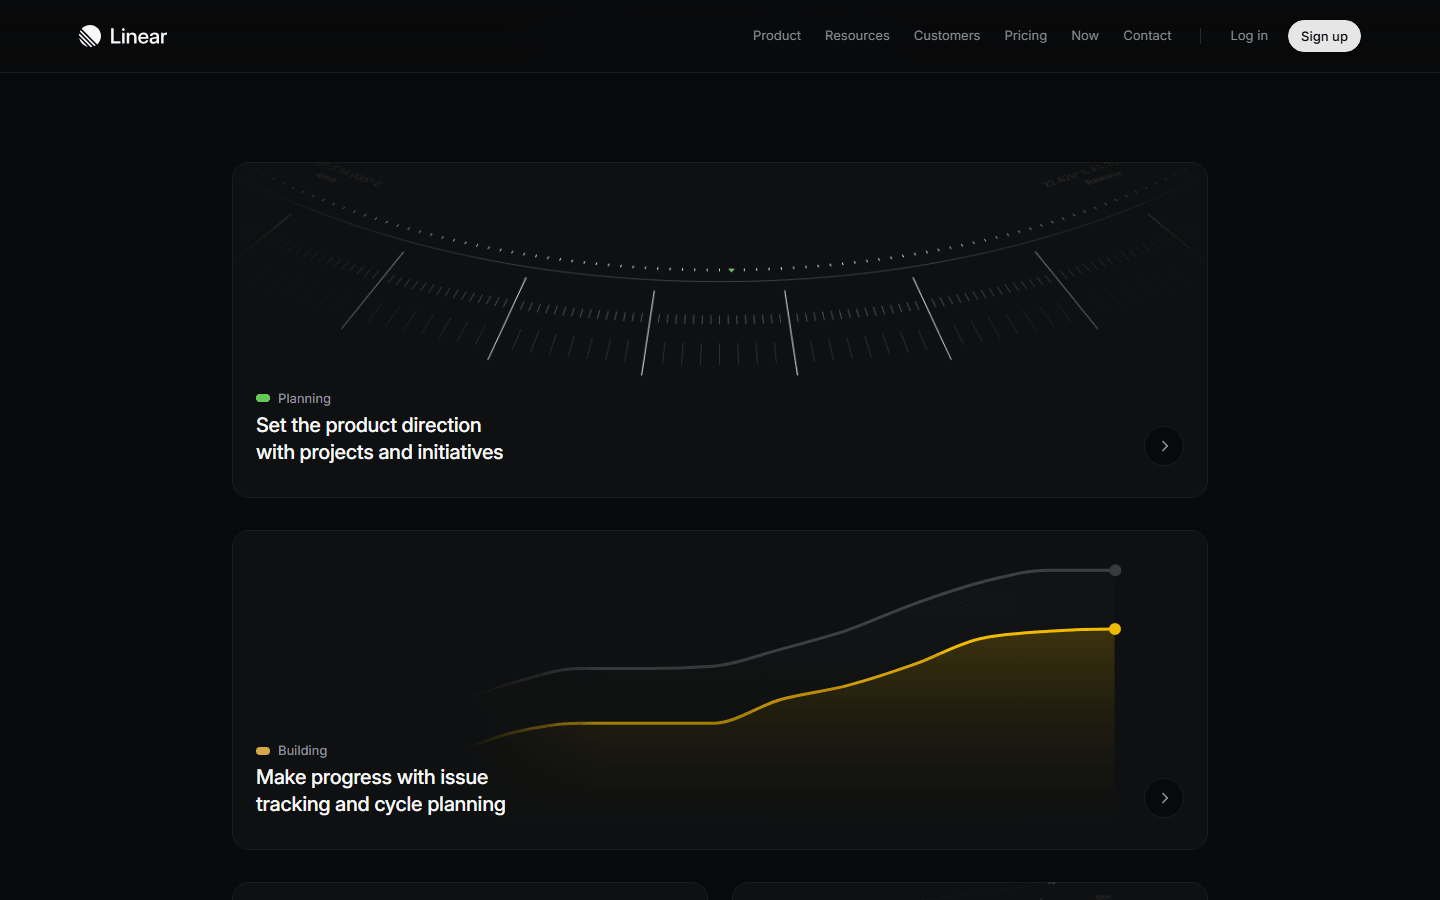 Linear
Product
Resources
Customers
Pricing
Now
Contact
Log in
Sign up
Planning
Set the product direction
with projects and initiatives
Building
Make progress with issue
tracking and cycle planning